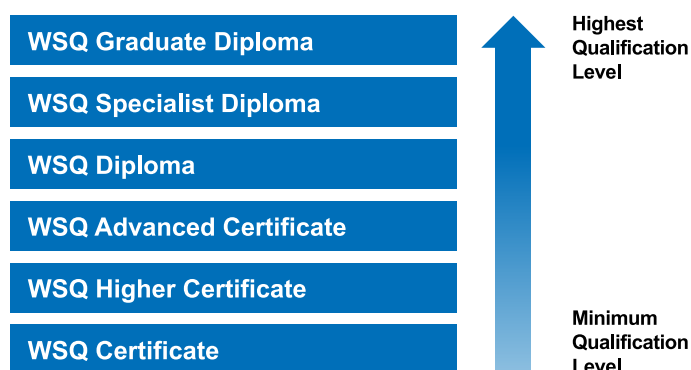 WSQ Graduate Diploma
WSQ Specialist Diploma
WSQ Diploma
WSQ Advanced Certificate
WSQ Higher Certificate
WSQ Certificate
Highest
Qualification
Level
Minimum
Qualification
Level